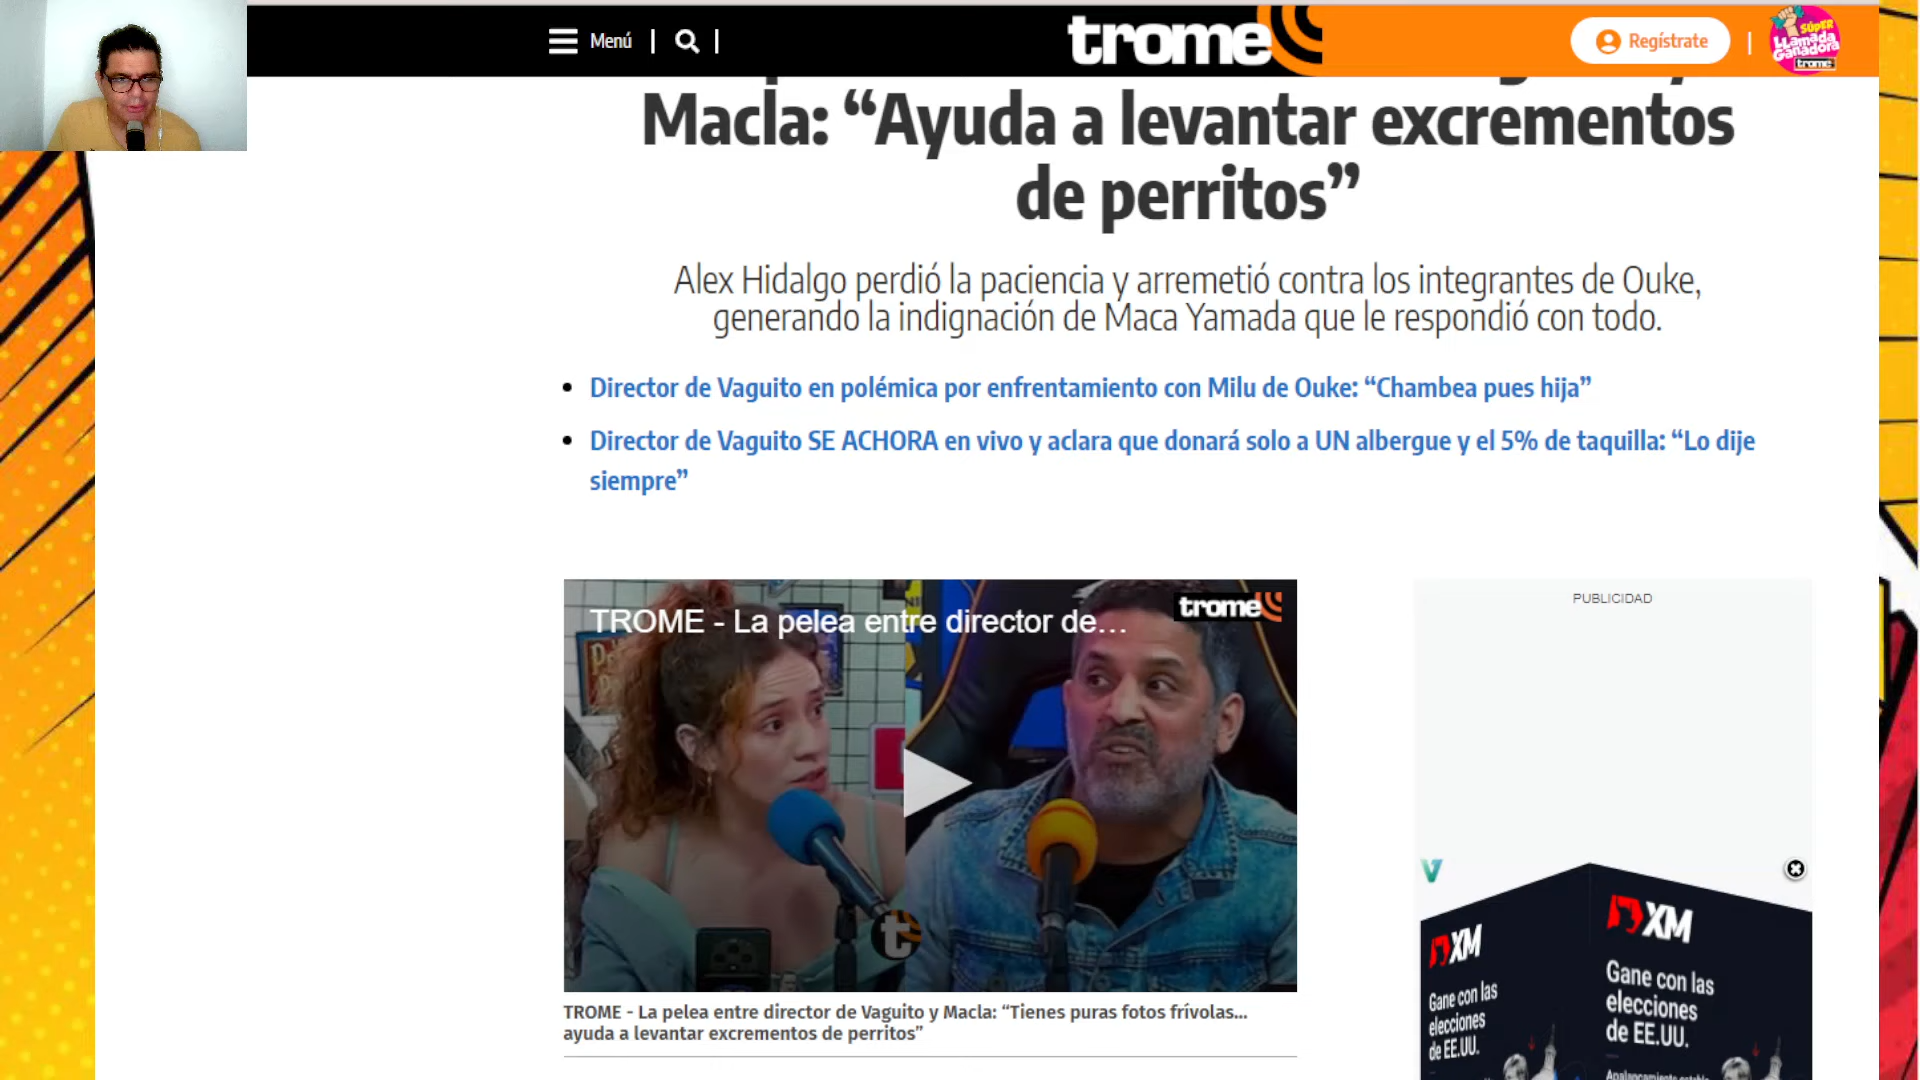 Menú
trome
Regístrate
SÚPER
LLamada
Ganadora
trome
Macla: “Ayuda a levantar excrementos
de perritos”
Alex Hidalgo perdió la paciencia y arremetió contra los integrantes de Ouke,
generando la indignación de Maca Yamada que le respondió con todo.
Director de Vaguito en polémica por enfrentamiento con Milu de Ouke: “Chambea pues hija”
Director de Vaguito SE ACHORA en vivo y aclara que donará solo a UN albergue y el 5% de taquilla: “Lo dije
siempre”
TROME - La pelea entre director de...
trome
t
TROME - La pelea entre director de Vaguito y Macla: “Tienes puras fotos frívolas...
ayuda a levantar excrementos de perritos”
PUBLICIDAD
XM
Gane con las
elecciones
de EE.UU.
XM
Gane con las
elecciones
de EE.UU.